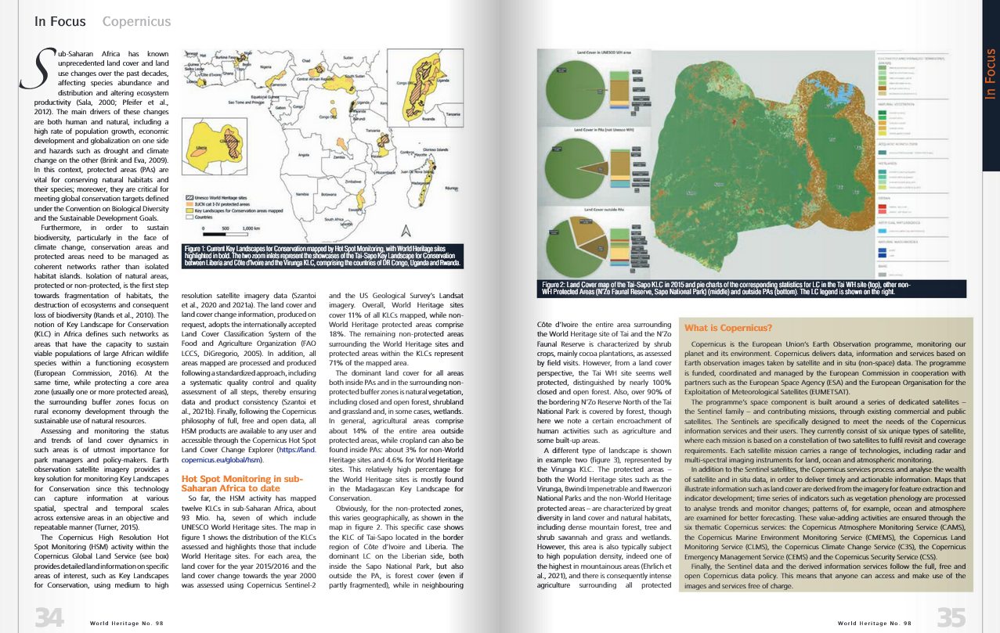 In Focus Copernicus
Sub-Saharan Africa has known
unprecedented land cover and land
use changes over the past decades,
affecting species abundance and
distribution and altering ecosystem
productivity (Sala, 2000; Pfeifer et al.,
2012). The main drivers of these changes
are both human and natural, including a
high rate of population growth, economic
development and globalization on one side
and hazards such as drought and climate
change on the other (Brink and Eva, 2009).
In this context, protected areas (PAs) are
vital for conserving natural habitats and
their species; moreover, they are critical for
meeting global conservation targets defined
under the Convention on Biological Diversity
and the Sustainable Development Goals.
Furthermore, in order to sustain
biodiversity, particularly in the face of
climate change, conservation areas and
protected areas need to be managed as
coherent networks rather than isolated
habitat islands. Isolation of natural areas,
protected or non-protected, is the first step
towards fragmentation of habitats, the
destruction of ecosystems and consequent
loss of biodiversity (Rands et al., 2010). The
notion of Key Landscape for Conservation
(KLC) in Africa defines such networks as
areas that have the capacity to sustain
viable populations of large African wildlife
species within a functioning ecosystem
(European Commission, 2016). At the
same time, while protecting a core area
zone (usually one or more protected areas),
the surrounding buffer zones focus on
rural economy development through the
sustainable use of natural resources.
Assessing and monitoring the status
and trends of land cover dynamics in
such areas is of utmost importance for
park managers and policy-makers. Earth
observation satellite imagery provides a
key solution for monitoring Key Landscapes
for Conservation since this technology
can capture information at various
spatial, spectral and temporal scales
across extensive areas in an objective and
repeatable manner (Turner, 2015).
The Copernicus High Resolution Hot
Spot Monitoring (HSM) activity within the
Copernicus Global Land Service (see box)
provides detailed land information on specific
areas of interest, such as Key Landscapes
for Conservation, using medium to high
Senegal
Mali
Burkina Faso
Niger
Guinea
Sierra Leone
Côte d'Ivoire
Ghana
Liberia
Nigeria
Cameroon
Chad
Sudan
Central African Republic
South Sudan
Equatorial Guinea
Sao Tome and Principe
Gabon
Congo
Congo DRC
Uganda
Kenya
Rwanda
Burundi
Tanzania
Angola
Zambia
Malawi
Mozambique
Zimbabwe
Namibia
Botswana
Eswatini
South Africa
Lesotho
Glorioso Islands
Mayotte
Juan De Nova Island
Madagascar
Réunion
Liberia
Côte d'Ivoire
Congo DRC
Uganda
Rwanda
Tanzania
Unesco World Heritage sites
IUCN cat I-IV protected areas
Key Landscapes for Conservation areas mapped
Countries
0 500 1,000 km
Figure 1: Current Key Landscapes for Conservation mapped by Hot Spot Monitoring, with World Heritage sites
highlighted in bold. The two zoom inlets represent the showcases of the Tai-Sapo Key Landscape for Conservation
between Liberia and Côte d'Ivoire and the Virunga KLC, comprising the countries of DR Congo, Uganda and Rwanda.
resolution satellite imagery data (Szantoi
et al., 2020 and 2021a). The land cover and
land cover change information, produced on
request, adopts the internationally accepted
Land Cover Classification System of the
Food and Agriculture Organization (FAO
LCCS, DiGregorio, 2005). In addition, all
areas mapped are processed and produced
following a standardized approach, including
a systematic quality control and quality
assessment of all steps, thereby ensuring
data and product consistency (Szantoi et
al., 2021b). Finally, following the Copernicus
philosophy of full, free and open data, all
HSM products are available to any user and
accessible through the Copernicus Hot Spot
Land Cover Change Explorer (https://land.
copernicus.eu/global/hsm).
Hot Spot Monitoring in sub-
Saharan Africa to date
So far, the HSM activity has mapped
twelve KLCs in sub-Saharan Africa, about
93 Mio. ha, seven of which include
UNESCO World Heritage sites. The map in
figure 1 shows the distribution of the KLCs
assessed and highlights those that include
World Heritage sites. For each area, the
land cover for the year 2015/2016 and the
land cover change towards the year 2000
was assessed using Copernicus Sentinel-2
and the US Geological Survey's Landsat
imagery. Overall, World Heritage sites
cover 11% of all KLCs mapped, while non-
World Heritage protected areas comprise
18%. The remaining non-protected areas
surrounding the World Heritage sites and
protected areas within the KLCs represent
71% of the mapped area.
The dominant land cover for all areas
both inside PAs and in the surrounding non-
protected buffer zones is natural vegetation,
including closed and open forest, shrubland
and grassland and, in some cases, wetlands.
In general, agricultural areas comprise
about 14% of the entire area outside
protected areas, while cropland can also be
found inside PAs: about 3% for non-World
Heritage sites and 4.6% for World Heritage
sites. This relatively high percentage for
the World Heritage sites is mostly found
in the Madagascan Key Landscape for
Conservation.
Obviously, for the non-protected zones,
this varies geographically, as shown in the
map in figure 2. This specific case shows
the KLC of Tai-Sapo located in the border
region of Côte d'Ivoire and Liberia. The
dominant LC on the Liberian side, both
inside the Sapo National Park, but also
outside the PA, is forest cover (even if
partly fragmented), while in neighbouring
34
World Heritage No. 98
In Focus
Land Cover in UNESCO WH area
Land Cover in PAs (not Unesco WH)
Land Cover outside PAs
NATURAL VEGETATION
WETLANDS
URBAN
Figure 2: Land Cover map of the Tai-Sapo KLC in 2015 and pie charts of the corresponding statistics for LC in the Tai WH site (top), other non-
WH Protected Areas (N'Zo Faunal Reserve, Sapo National Park) (middle) and outside PAs (bottom). The LC legend is shown on the right.
Côte d'Ivoire the entire area surrounding
the World Heritage site of Tai and the N'Zo
Faunal Reserve is characterized by shrub
crops, mainly cocoa plantations, as assessed
by field visits. However, from a land cover
perspective, the Tai WH site seems well
protected, distinguished by nearly 100%
closed and open forest. Also, over 90% of
the bordering N'Zo Reserve North of the Tai
National Park is covered by forest, though
here we note a certain encroachment of
human activities such as agriculture and
some built-up areas.
A different type of landscape is shown
in example two (figure 3), represented by
the Virunga KLC. The protected areas –
both the World Heritage sites such as the
Virunga, Bwindi Impenetrable and Rwenzori
National Parks and the non-World Heritage
protected areas – are characterized by great
diversity in land cover and natural habitats,
including dense mountain forest, tree and
shrub savannah and grass and wetlands.
However, this area is also typically subject
to high population density, indeed one of
the highest in mountainous areas (Ehrlich et
al., 2021), and there is consequently intense
agriculture surrounding all protected
What is Copernicus?
Copernicus is the European Union's Earth Observation programme, monitoring our
planet and its environment. Copernicus delivers data, information and services based on
Earth observation images taken by satellite and in situ (non-space) data. The programme
is funded, coordinated and managed by the European Commission in cooperation with
partners such as the European Space Agency (ESA) and the European Organisation for the
Exploitation of Meteorological Satellites (EUMETSAT).
The programme's space component is built around a series of dedicated satellites –
the Sentinel family – and contributing missions, through existing commercial and public
satellites. The Sentinels are specifically designed to meet the needs of the Copernicus
information services and their users. They currently consist of six unique types of satellite,
where each mission is based on a constellation of two satellites to fulfil revisit and coverage
requirements. Each satellite mission carries a range of technologies, including radar and
multi-spectral imaging instruments for land, ocean and atmospheric monitoring.
In addition to the Sentinel satellites, the Copernicus services process and analyse the wealth
of satellite and in situ data, in order to deliver timely and actionable information. Maps that
illustrate information such as land cover are derived from the imagery for feature extraction and
indicator development; time series of indicators such as vegetation phenology are processed
to analyse trends and monitor changes; patterns of, for example, ocean and atmosphere
are examined for better forecasting. These value-adding activities are ensured through the
six thematic Copernicus services: the Copernicus Atmosphere Monitoring Service (CAMS),
the Copernicus Marine Environment Monitoring Service (CMEMS), the Copernicus Land
Monitoring Service (CLMS), the Copernicus Climate Change Service (C3S), the Copernicus
Emergency Management Service (CEMS) and the Copernicus Security Service (CSS).
Finally, the Sentinel data and the derived information services follow the full, free and
open Copernicus data policy. This means that anyone can access and make use of the
images and services free of charge.
World Heritage No. 98
35